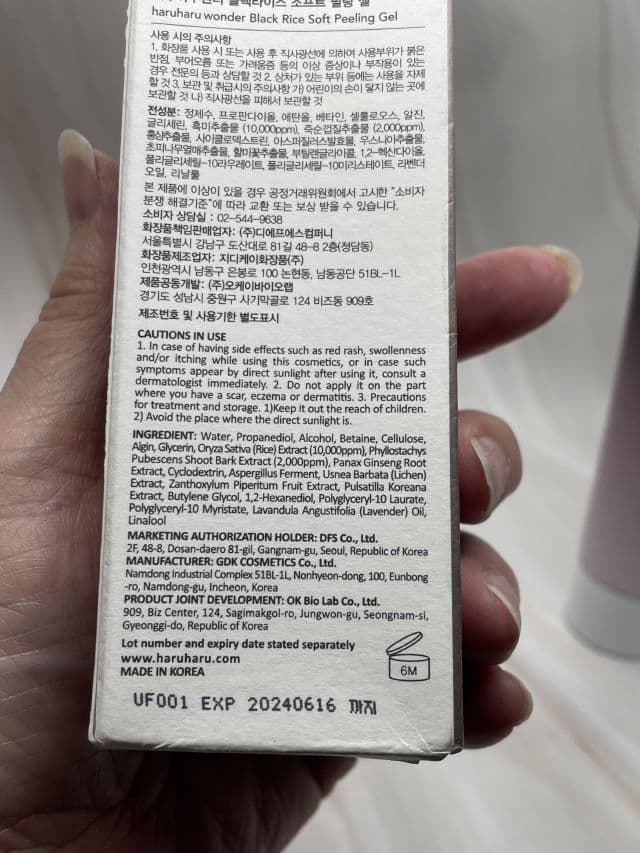 haruharu wonder Black Rice Soft Peeling Gel
사용 시의 주의사항
1. 화장품 사용 시 또는 사용 후 직사광선에 의하여 사용부위가 붉은
반점, 부어오름 또는 가려움증 등의 이상 증상이나 부작용이 있는
경우 전문의 등과 상담할 것 2. 상처가 있는 부위 등에는 사용을 자제
할 것 3. 보관 및 취급시의 주의사항 가) 어린이의 손이 닿지 않는 곳에
보관할 것 나) 직사광선을 피해서 보관할 것
전성분: 정제수, 프로판다이올, 에탄올, 베타인, 셀룰로오스, 알진,
글리세린, 흑미추출물 (10,000ppm), 죽순껍질추출물 (2,000ppm),
홍삼추출물, 사이클로덱스트린, 아스퍼질러스발효물, 우스니아추출물,
초피나무열매추출물, 할미꽃추출물, 부틸렌글라이콜, 1,2-헥산다이올,
폴리글리세릴-10라우레이트, 폴리글리세릴-10미리스테이트, 라벤더
오일, 리날룰
본 제품에 이상이 있을 경우 공정거래위원회에서 고시한 "소비자
분쟁 해결기준"에 따라 교환 또는 보상 받을 수 있습니다.
소비자 상담실 : 02-544-9638
화장품책임판매업자: (주)디에프에스컴퍼니
서울특별시 강남구 도산대로 81길 48-8 2층(청담동)
화장품제조업자: 지디케이화장품(주)
인천광역시 남동구 은봉로 100 논현동, 남동공단 51BL-1L
제품공동개발: (주)오케이바이오랩
경기도 성남시 중원구 사기막골로 124 비즈동 909호
제조번호 및 사용기한 별도표시
CAUTIONS IN USE
1. In case of having side effects such as red rash, swollenness
and/or itching while using this cosmetics, or in case such
symptoms appear by direct sunlight after using it, consult a
dermatologist immediately. 2. Do not apply it on the part
where you have a scar, eczema or dermatitis. 3. Precautions
for treatment and storage. 1)Keep it out the reach of children.
2) Avoid the place where the direct sunlight is.
INGREDIENT: Water, Propanediol, Alcohol, Betaine, Cellulose,
Algin, Glycerin, Oryza Sativa (Rice) Extract (10,000ppm), Phyllostachys
Pubescens Shoot Bark Extract (2,000ppm), Panax Ginseng Root
Extract, Cyclodextrin, Aspergillus Ferment, Usnea Barbata (Lichen)
Extract, Zanthoxylum Piperitum Fruit Extract, Pulsatilla Koreana
Extract, Butylene Glycol, 1,2-Hexanediol, Polyglyceryl-10 Laurate,
Polyglyceryl-10 Myristate, Lavandula Angustifolia (Lavender) Oil,
Linalool
MARKETING AUTHORIZATION HOLDER: DFS Co., Ltd.
2F, 48-8, Dosan-daero 81-gil, Gangnam-gu, Seoul, Republic of Korea
MANUFACTURER: GDK COSMETICS Co., Ltd.
Namdong Industrial Complex 51BL-1L, Nonhyeon-dong, 100, Eunbong
-ro, Namdong-gu, Incheon, Korea
PRODUCT JOINT DEVELOPMENT: OK Bio Lab Co., Ltd.
909, Biz Center, 124, Sagimakgol-ro, Jungwon-gu, Seongnam-si,
Gyeonggi-do, Republic of Korea
Lot number and expiry date stated separately
www.haruharu.com
MADE IN KOREA
6M
UF001 EXP 20240616 까지